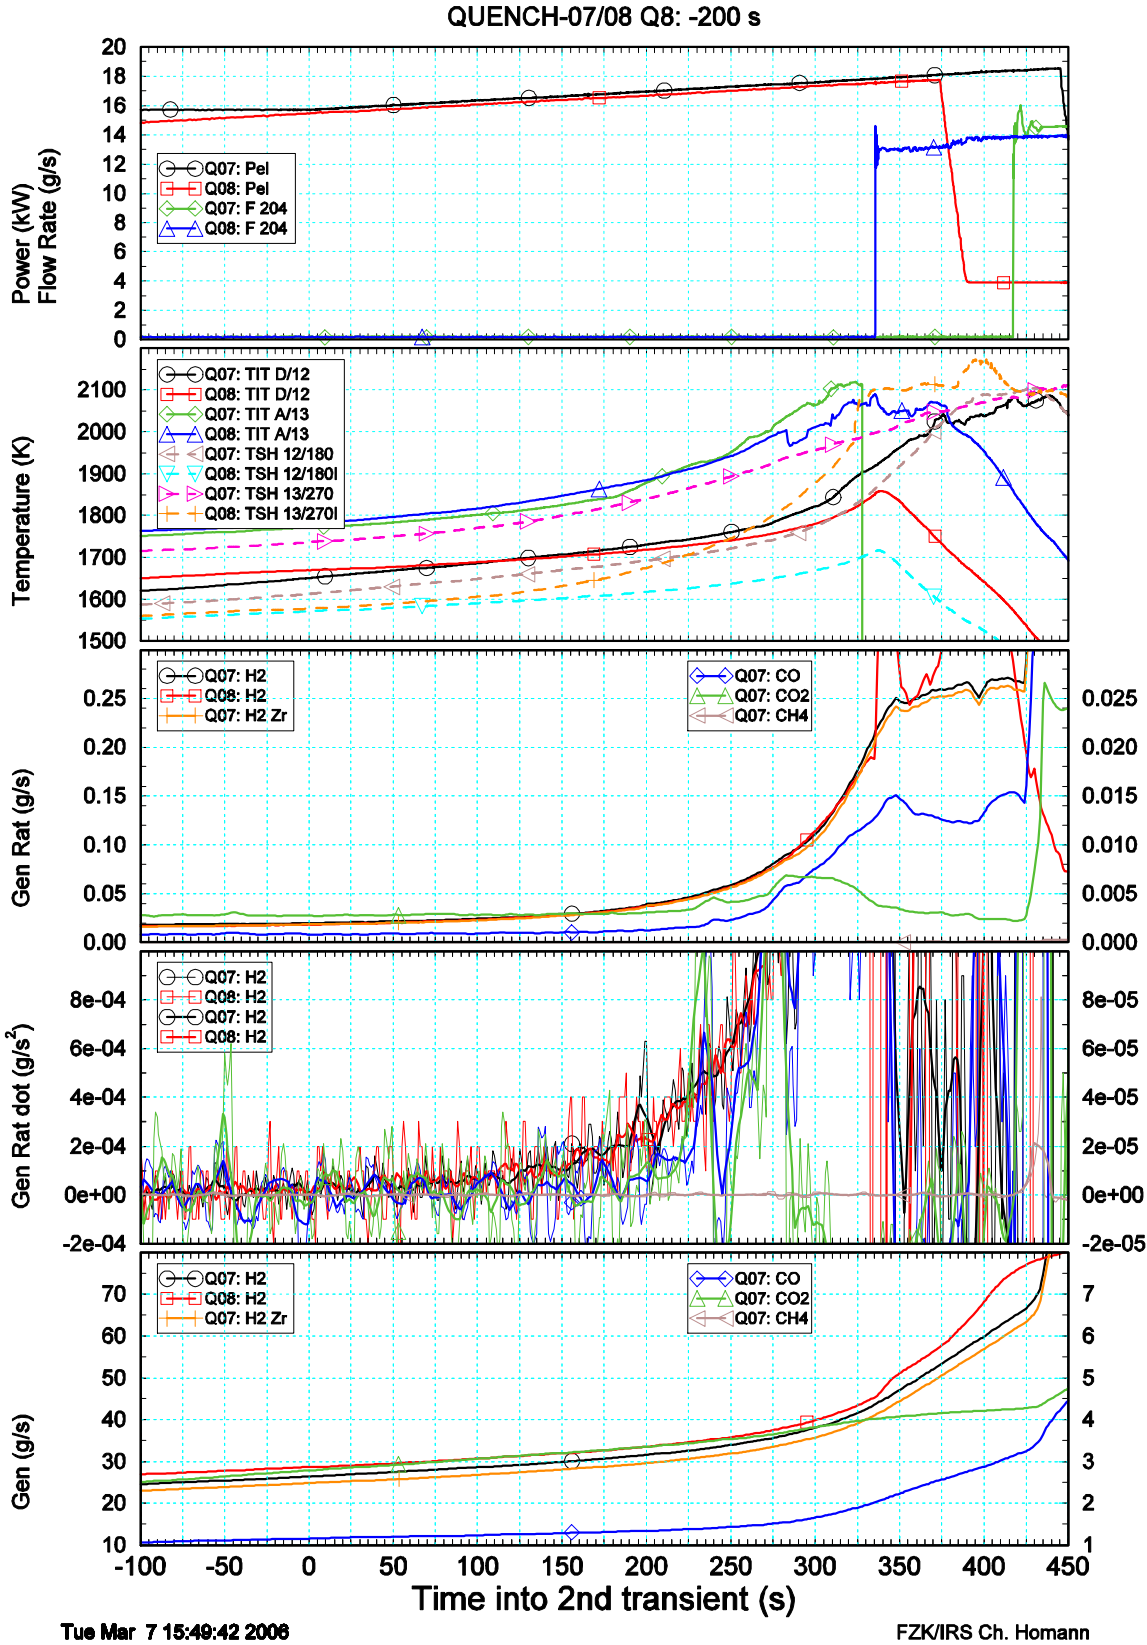 QUENCH-07/08 Q8: -200 s
20
18
16
14
12
10
8
6
4
2
0
Power (kW)
Flow Rate (g/s)
Q07: Pel
Q08: Pel
Q07: F 204
Q08: F 204
2100
2000
1900
1800
1700
1600
1500
Temperature (K)
Q07: TIT D/12
Q08: TIT D/12
Q07: TIT A/13
Q08: TIT A/13
Q07: TSH 12/180
Q08: TSH 12/180I
Q07: TSH 13/270
Q08: TSH 13/270I
0.25
0.20
0.15
0.10
0.05
0.00
Gen Rat (g/s)
Q07: H2
Q08: H2
Q07: H2 Zr
Q07: CO
Q07: CO2
Q07: CH4
0.025
0.020
0.015
0.010
0.005
0.000
8e-04
6e-04
4e-04
2e-04
0e+00
-2e-04
Gen Rat dot (g/s²)
Q07: H2
Q08: H2
Q07: H2
Q08: H2
8e-05
6e-05
4e-05
2e-05
0e+00
-2e-05
70
60
50
40
30
20
10
Gen (g/s)
Q07: H2
Q08: H2
Q07: H2 Zr
Q07: CO
Q07: CO2
Q07: CH4
7
6
5
4
3
2
1
-100 -50 0 50 100 150 200 250 300 350 400 450
Time into 2nd transient (s)
Tue Mar 7 15:49:42 2006
FZK/IRS Ch. Homann